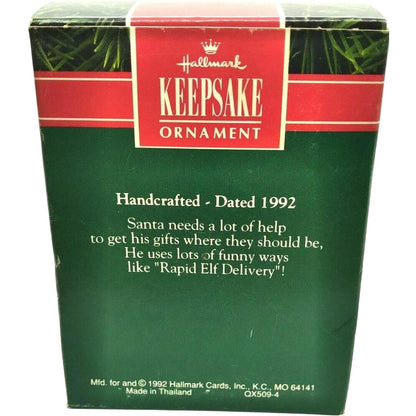 Hallmark
KEEPSAKE
ORNAMENT
Handcrafted - Dated 1992
Santa needs a lot of help
to get his gifts where they should be,
He uses lots of funny ways
like "Rapid Elf Delivery"!
Mfd. for and © 1992 Hallmark Cards, Inc., K.C., MO 64141
Made in Thailand QX509-4